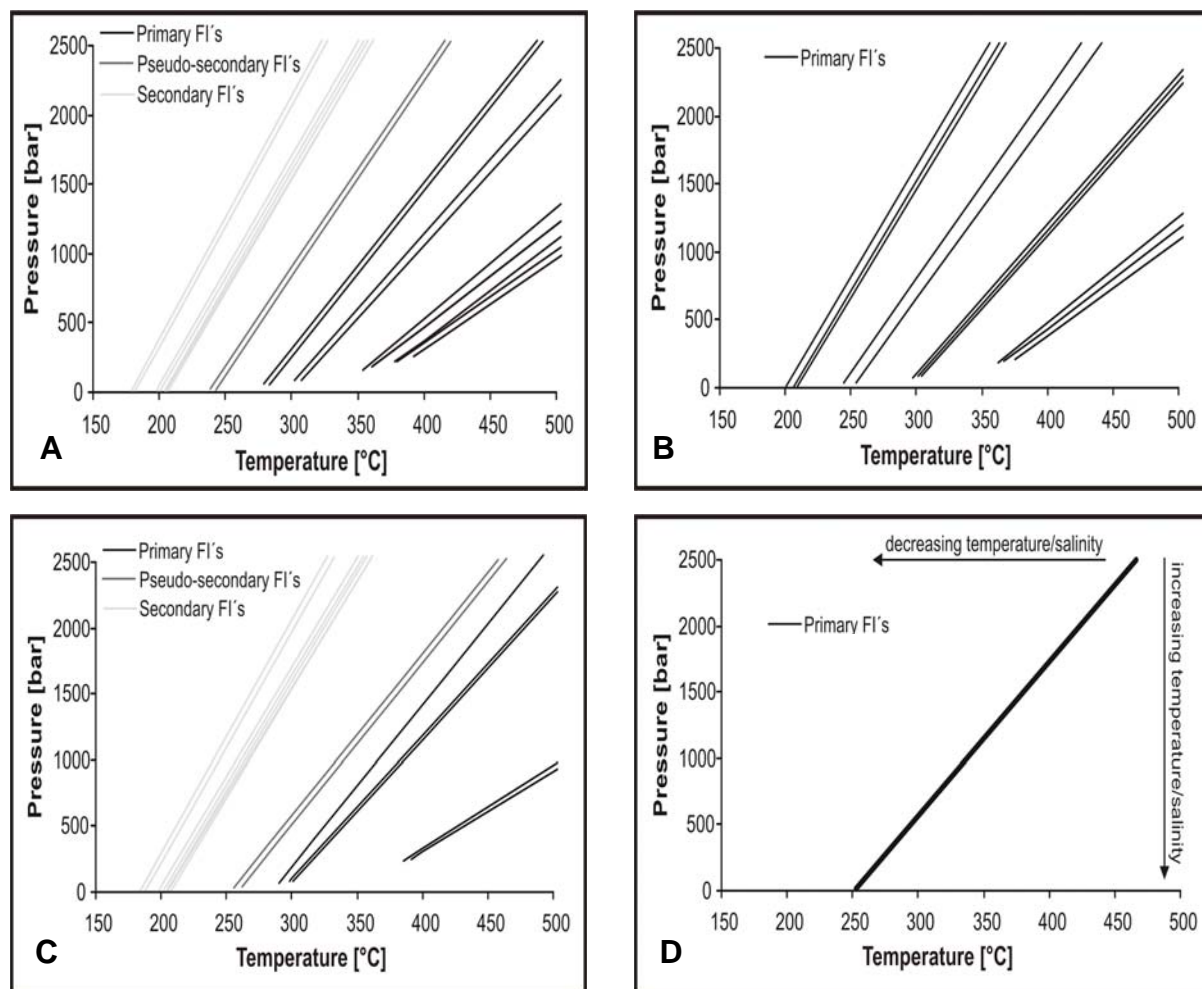 Primary FI´s
Pseudo-secondary FI´s
Secondary FI´s
2500
2000
1500
1000
500
0
150 200 250 300 350 400 450 500
Pressure [bar]
Temperature [°C]
A
Primary FI´s
2500
2000
1500
1000
500
0
150 200 250 300 350 400 450 500
Pressure [bar]
Temperature [°C]
B
Primary FI´s
Pseudo-secondary FI´s
Secondary FI´s
2500
2000
1500
1000
500
0
150 200 250 300 350 400 450 500
Pressure [bar]
Temperature [°C]
C
decreasing temperature/salinity
increasing temperature/salinity
Primary FI´s
2500
2000
1500
1000
500
0
150 200 250 300 350 400 450 500
Pressure [bar]
Temperature [°C]
D